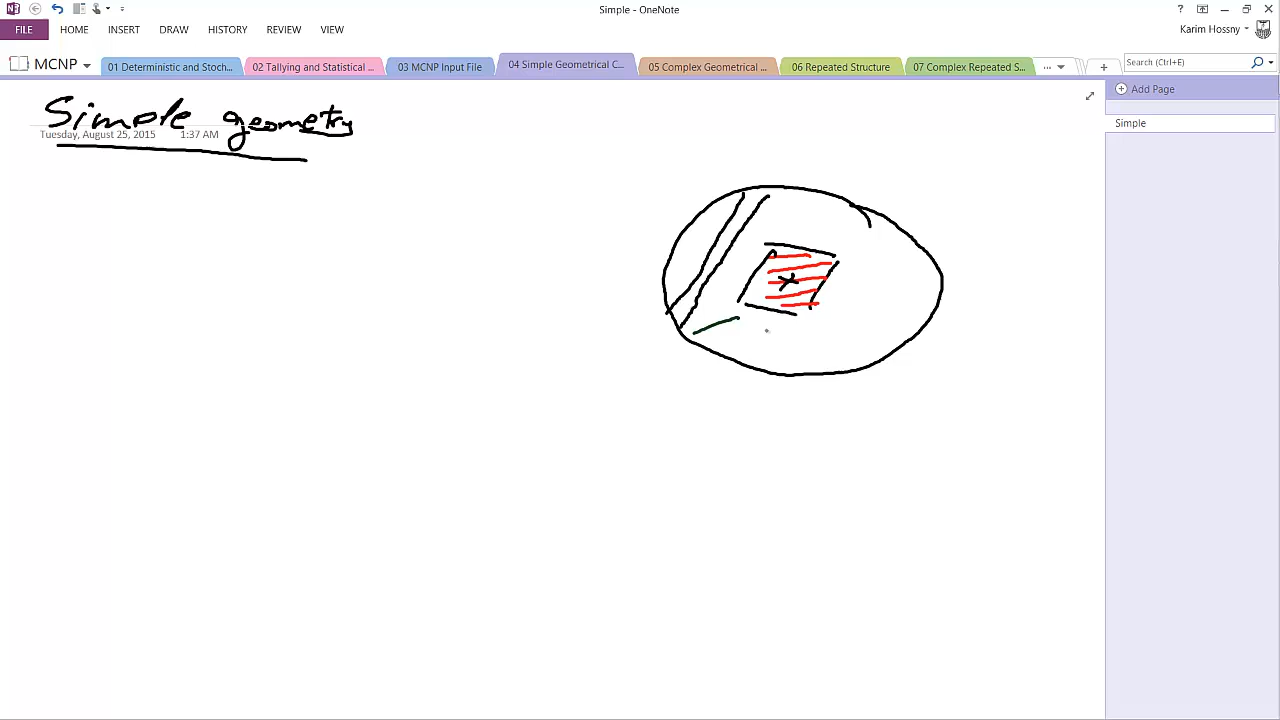 Simple - OneNote
?
Karim Hossny
FILE HOME INSERT DRAW HISTORY REVIEW VIEW
MCNP
01 Deterministic and Stoch... 02 Tallying and Statistical ... 03 MCNP Input File 04 Simple Geometrical C... 05 Complex Geometrical ... 06 Repeated Structure 07 Complex Repeated S... ...
Search (Ctrl+E)
Add Page
Simple
Simple geometry
Tuesday, August 25, 2015 1:37 AM